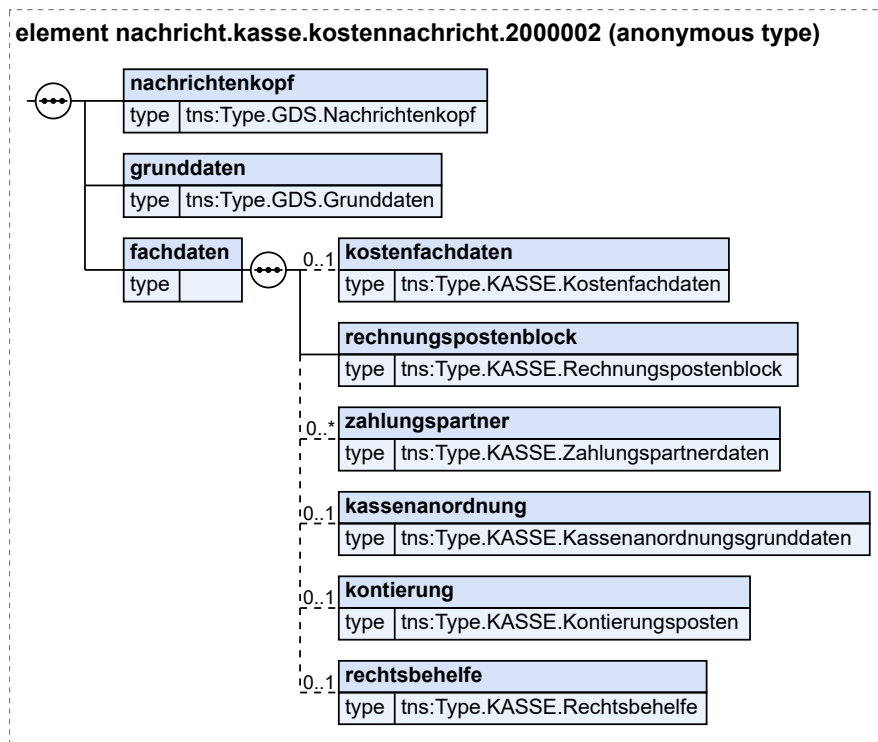 element nachricht.kasse.kostennachricht.2000002 (anonymous type)
nachrichtenkopf
type tns:Type.GDS.Nachrichtenkopf
grunddaten
type tns:Type.GDS.Grunddaten
fachdaten
type
0..1 kostenfachdaten
type tns:Type.KASSE.Kostenfachdaten
rechnungspostenblock
type tns:Type.KASSE.Rechnungspostenblock
0..* zahlungspartner
type tns:Type.KASSE.Zahlungspartnerdaten
0..1 kassenanordnung
type tns:Type.KASSE.Kassenanordnungsgrunddaten
0..1 kontierung
type tns:Type.KASSE.Kontierungsposten
0..1 rechtsbehelfe
type tns:Type.KASSE.Rechtsbehelfe